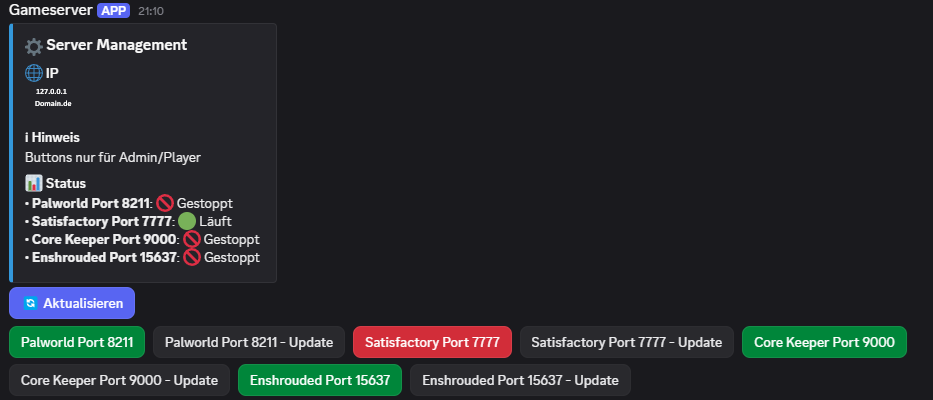 Gameserver APP 21:10
Server Management
IP
127.0.0.1
Domain.de
i Hinweis
Buttons nur für Admin/Player
Status
• Palworld Port 8211: Gestoppt
• Satisfactory Port 7777: Läuft
• Core Keeper Port 9000: Gestoppt
• Enshrouded Port 15637: Gestoppt
Aktualisieren
Palworld Port 8211 Palworld Port 8211 - Update Satisfactory Port 7777 Satisfactory Port 7777 - Update Core Keeper Port 9000
Core Keeper Port 9000 - Update Enshrouded Port 15637 Enshrouded Port 15637 - Update